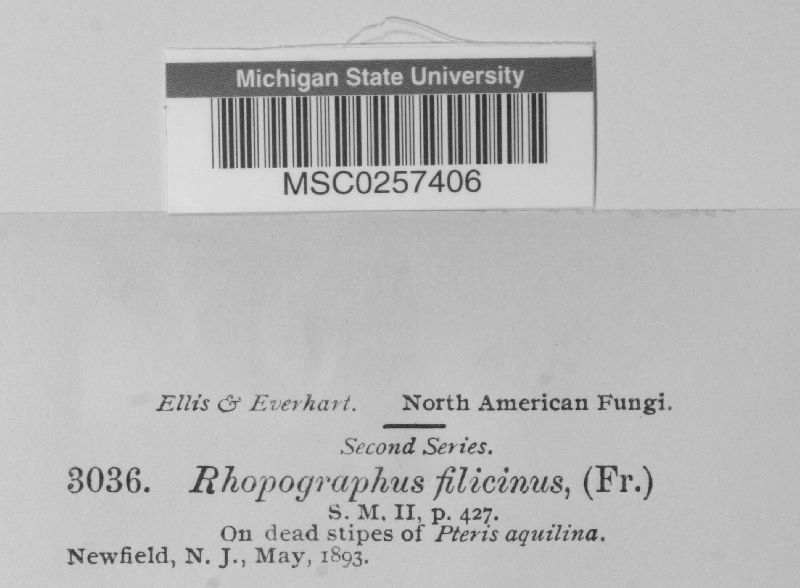 Michigan State University
MSC0257406
Ellis & Everhart. North American Fungi.
Second Series.
3036. Rhopographus filicinus, (Fr.)
S. M. II, p. 427.
On dead stipes of Pteris aquilina.
Newfield, N. J., May, 1893.